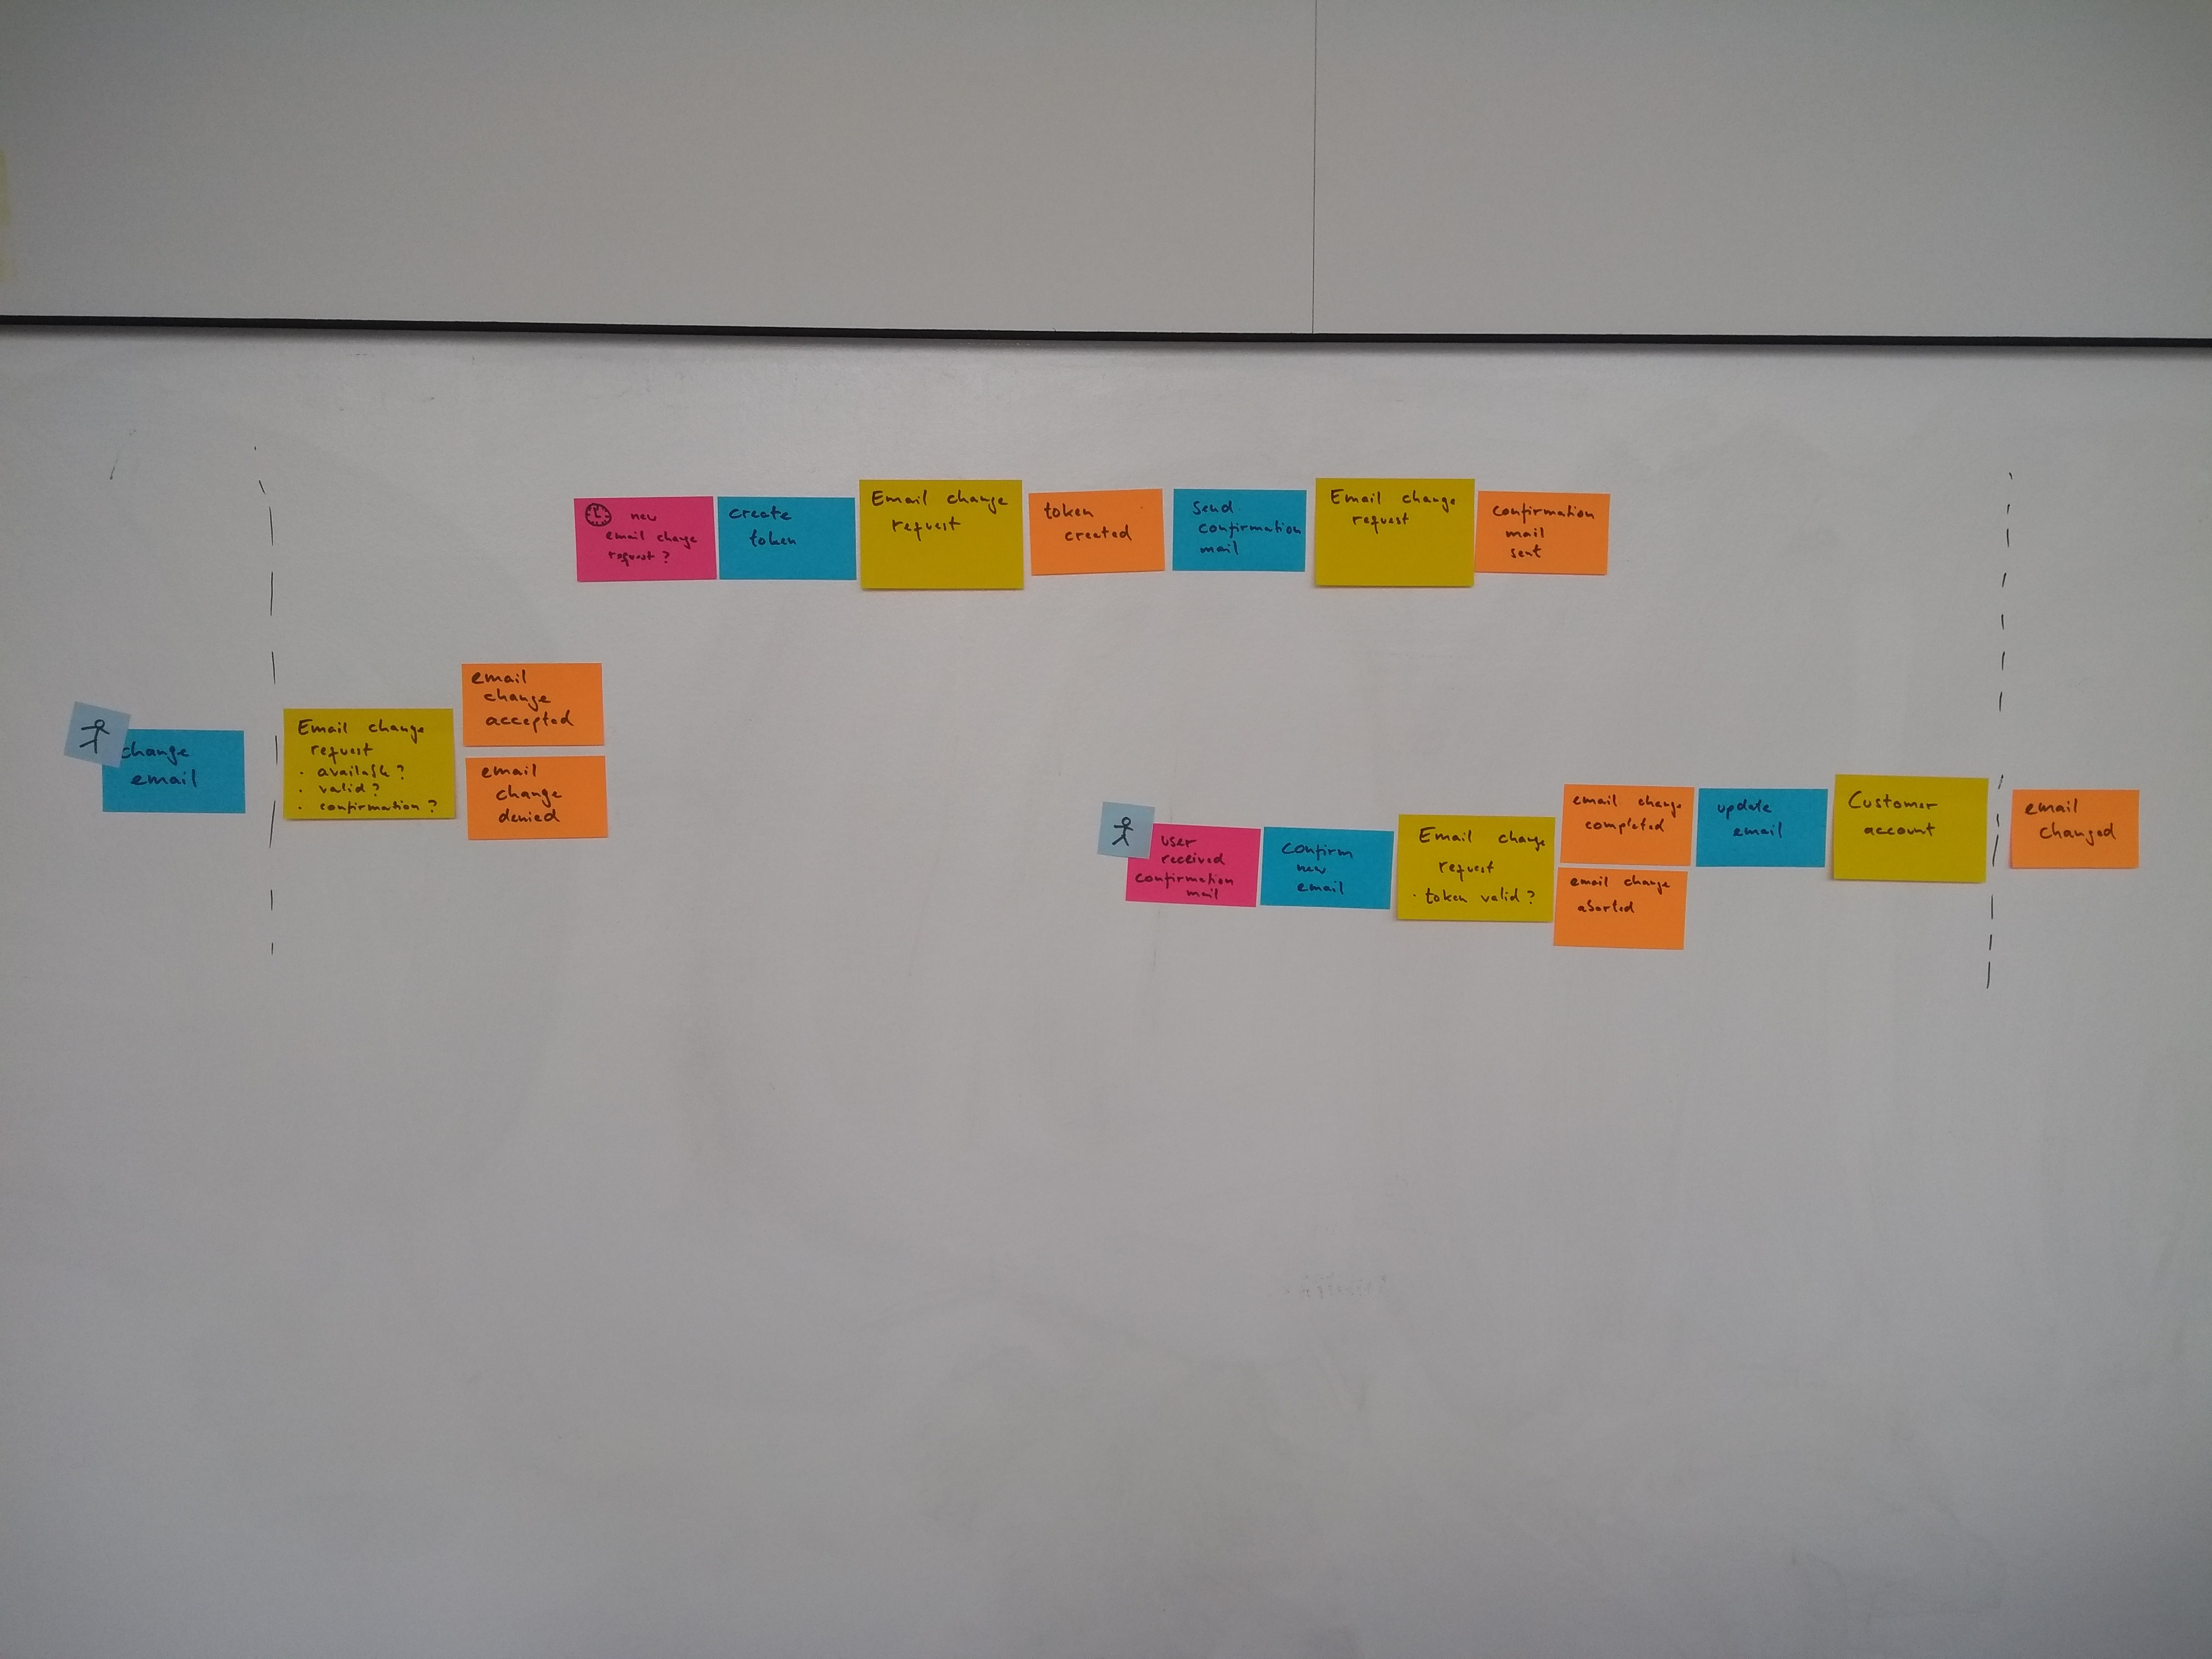 new
email change
request?
create
token
Email change
request
token
created
send
confirmation
mail
Email change
request
confirmation
mail
sent
change
email
Email change
request
· available?
· valid?
· confirmation?
email
change
accepted
email
change
denied
user
received
confirmation
mail
confirm
new
email
Email change
request
· token valid?
email change
completed
email change
aborted
update
email
Customer
account
email
changed